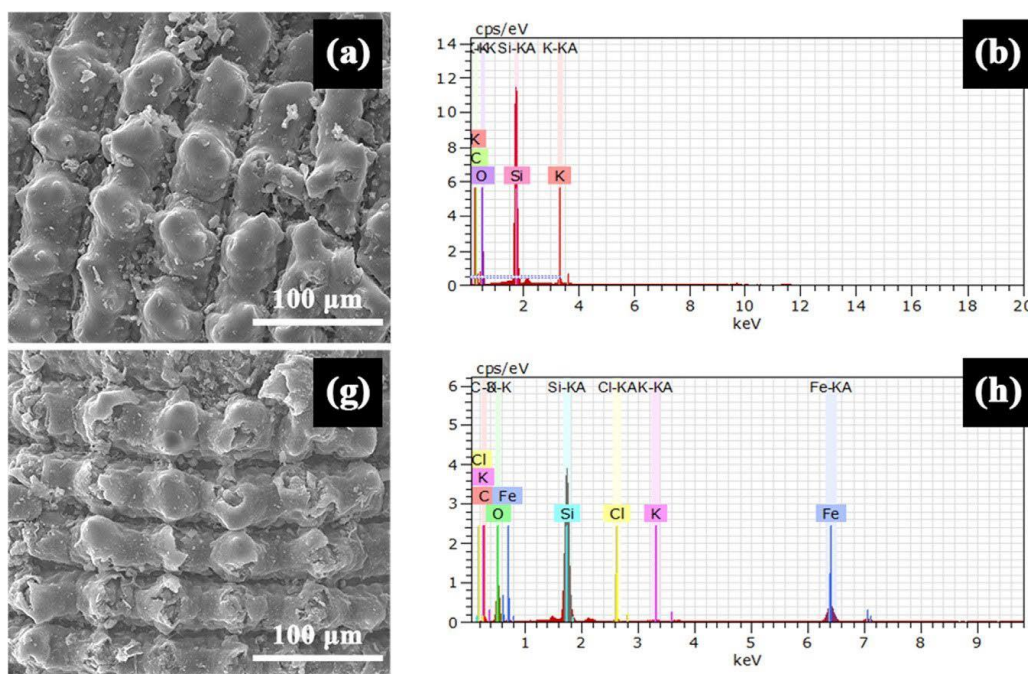 (a)
100 µm
(b)
cps/eV
Si-KA K-KA
14
12
10
8
6
4
2
0
K
C
O Si K
2 4 6 8 10 12 14 16 18 20
keV
(g)
100 µm
(h)
cps/eV
Si-KA Cl-KA K-KA Fe-KA
6
5
4
3
2
1
0
Cl
K
C Fe
O Si Cl K Fe
1 2 3 4 5 6 7 8 9
keV